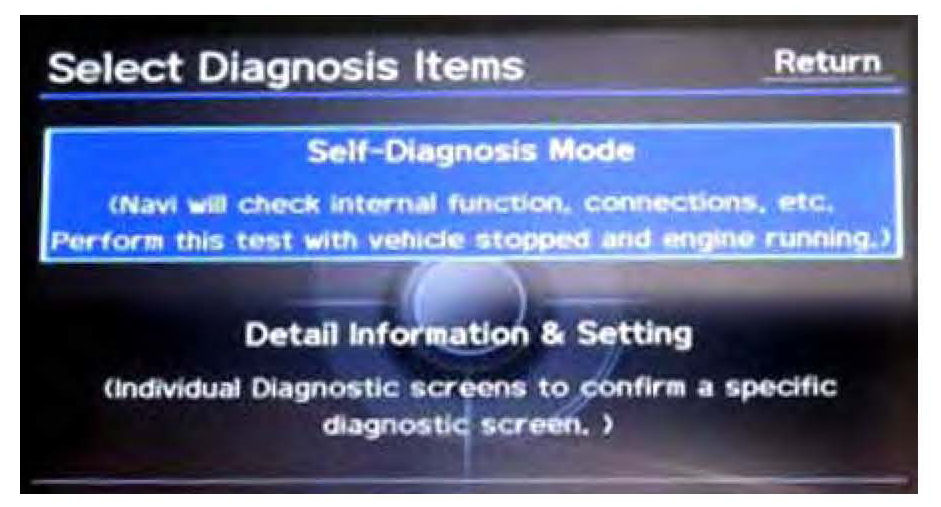 Select Diagnosis Items
Return
Self-Diagnosis Mode
(Navi will check internal function, connections, etc.
Perform this test with vehicle stopped and engine running.)
Detail Information & Setting
(Individual Diagnostic screens to confirm a specific
diagnostic screen. )